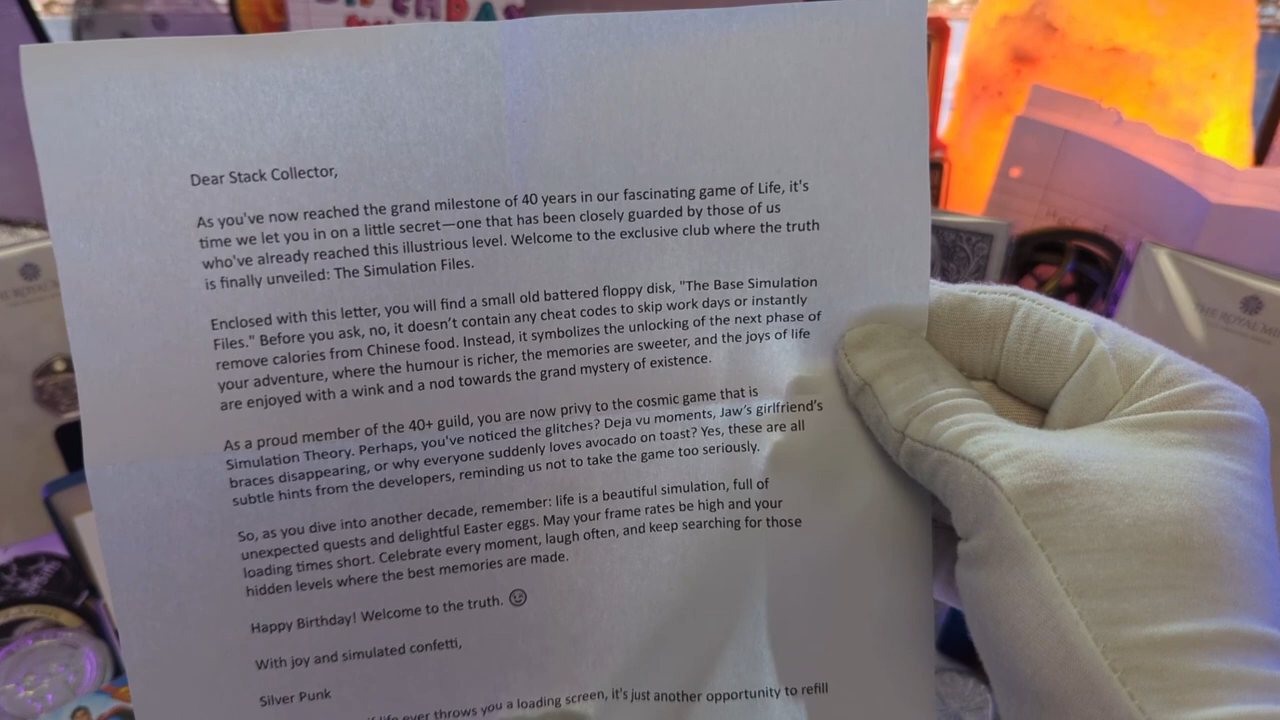 Dear Stack Collector,
As you've now reached the grand milestone of 40 years in our fascinating game of Life, it's
time we let you in on a little secret—one that has been closely guarded by those of us
who've already reached this illustrious level. Welcome to the exclusive club where the truth
is finally unveiled: The Simulation Files.
Enclosed with this letter, you will find a small old battered floppy disk, "The Base Simulation
Files." Before you ask, no, it doesn’t contain any cheat codes to skip work days or instantly
remove calories from Chinese food. Instead, it symbolizes the unlocking of the next phase of
your adventure, where the humour is richer, the memories are sweeter, and the joys of life
are enjoyed with a wink and a nod towards the grand mystery of existence.
As a proud member of the 40+ guild, you are now privy to the cosmic game that is
Simulation Theory. Perhaps, you've noticed the glitches? Deja vu moments, Jaw’s girlfriend’s
braces disappearing, or why everyone suddenly loves avocado on toast? Yes, these are all
subtle hints from the developers, reminding us not to take the game too seriously.
So, as you dive into another decade, remember: life is a beautiful simulation, full of
unexpected quests and delightful Easter eggs. May your frame rates be high and your
loading times short. Celebrate every moment, laugh often, and keep searching for those
hidden levels where the best memories are made.
Happy Birthday! Welcome to the truth. 😉
With joy and simulated confetti,
Silver Punk
life ever throws you a loading screen, it's just another opportunity to refill
THE ROYAL M